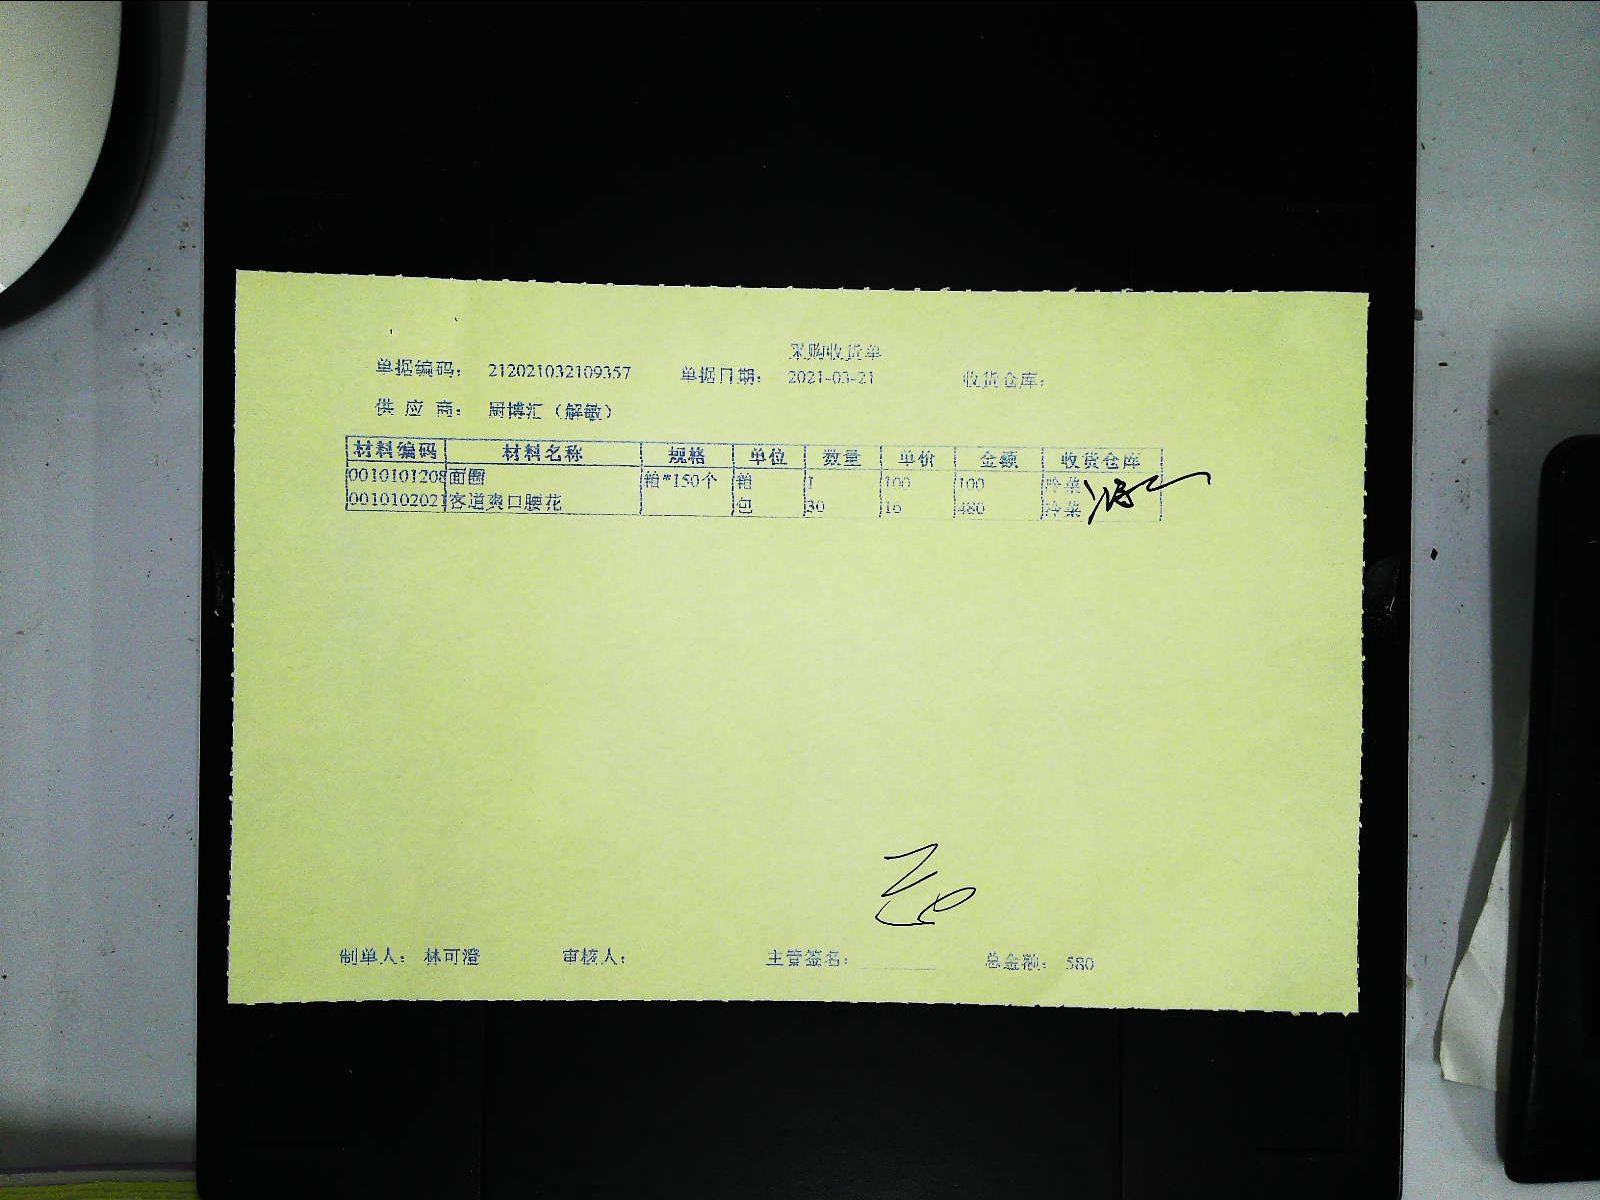 采购收货单
单据编码： 212021032109357 单据日期： 2021-03-21 收货仓库：
供 应 商： 厨博汇（解敏）
材料编码 材料名称 规格 单位 数量 单价 金额 收货仓库
0010101208 面圈 箱*150个 箱 1 100 100 冷菜
0010102021 客道爽口腰花 包 30 16 480 冷菜
制单人： 林可澄 审核人： 主管签名： 总金额： 580